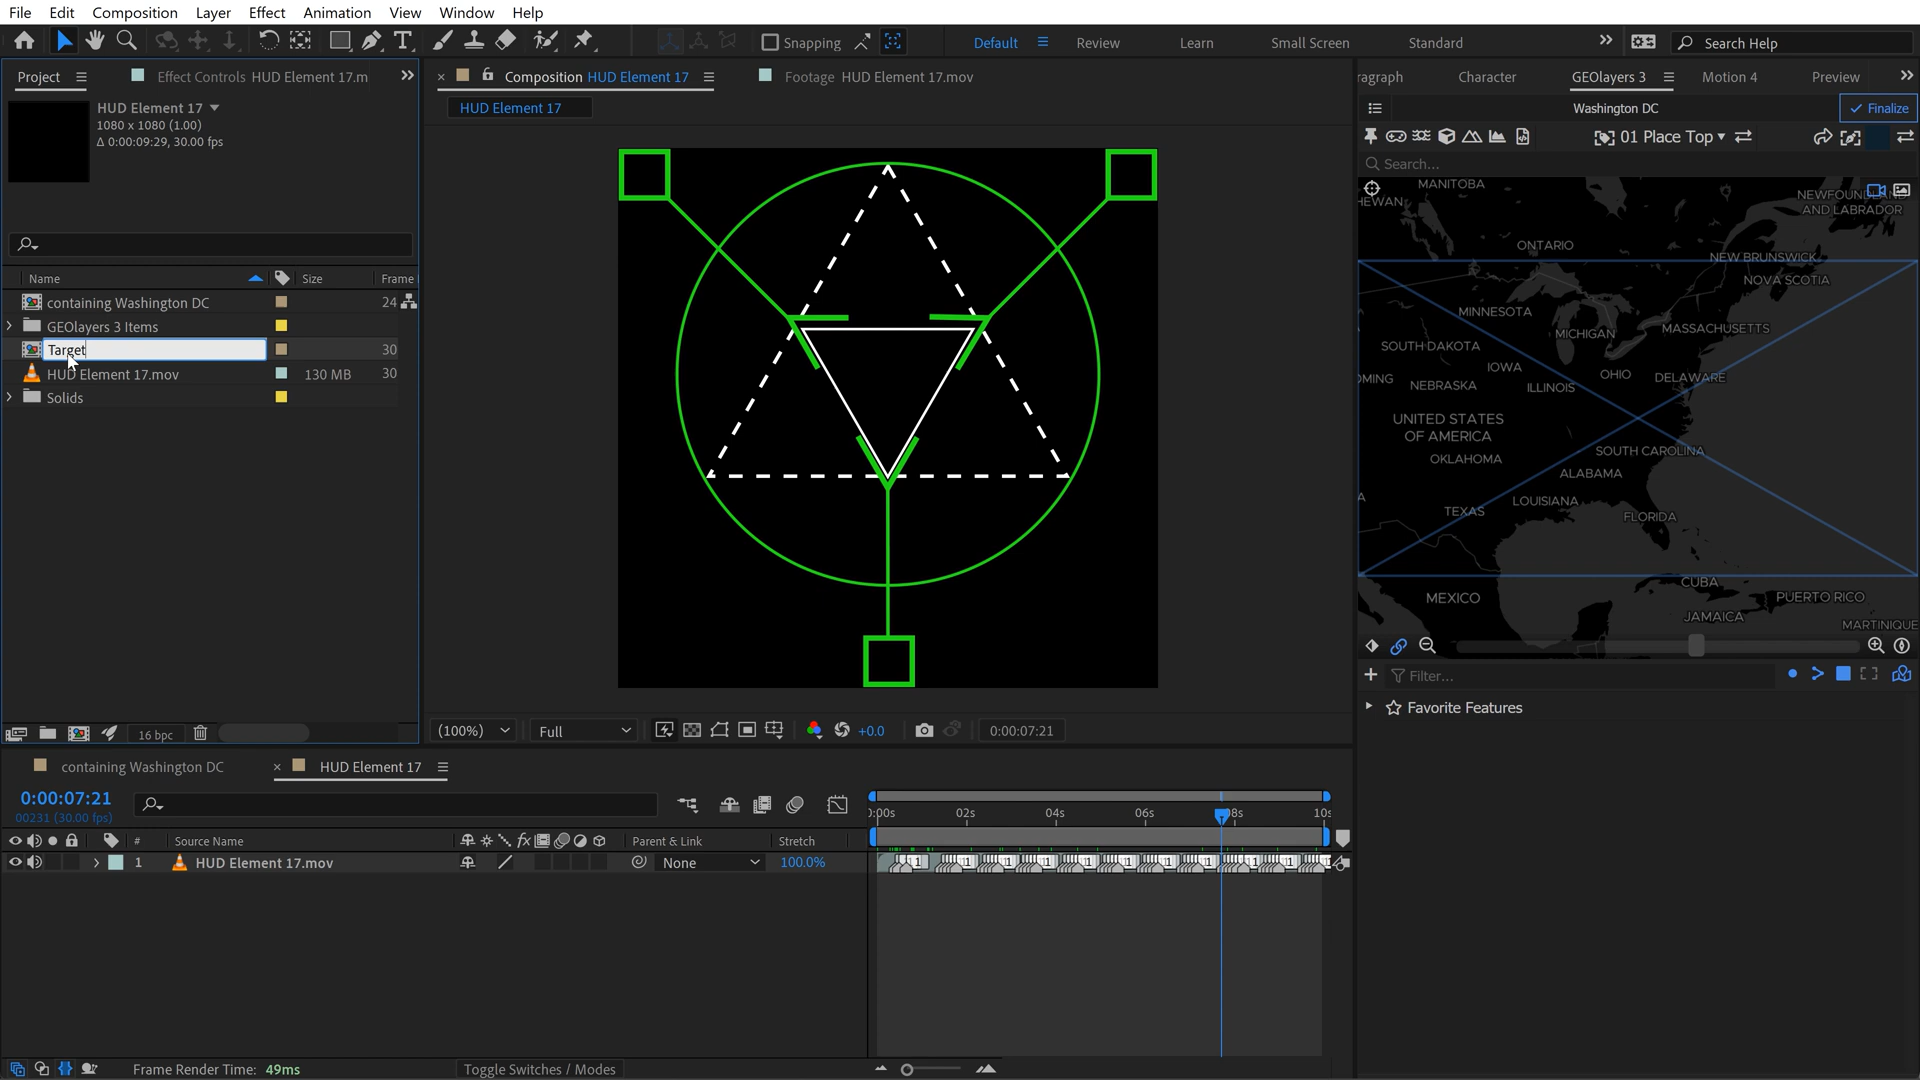 File Edit Composition Layer Effect Animation View Window Help
Snapping Default Review Learn Small Screen Standard Search Help
Project Effect Controls HUD Element 17.m
HUD Element 17
1080 x 1080 (1.00)
Δ 0:00:09:29, 30.00 fps
Name Size Frame
containing Washington DC 24
GEOlayers 3 Items
Target 30
HUD Element 17.mov 130 MB 30
Solids
16 bpc
Composition HUD Element 17 Footage HUD Element 17.mov
HUD Element 17
(100%) Full +0.0 0:00:07:21
ragraph Character GEOlayers 3 Motion 4 Preview
Washington DC Finalize
01 Place Top
Search...
MANITOBA
HEWAN
NEWFOUNDLAND
AND LABRADOR
ONTARIO
NEW BRUNSWICK
NOVA SCOTIA
MINNESOTA
MASSACHUSETTS
MICHIGAN
SOUTH DAKOTA
IOWA
OHIO
DELAWARE
OMING
NEBRASKA
ILLINOIS
UNITED STATES
OF AMERICA
SOUTH CAROLINA
OKLAHOMA
ALABAMA
A
LOUISIANA
TEXAS
FLORIDA
CUBA
MEXICO
PUERTO RICO
JAMAICA
MARTINIQUE
Filter...
Favorite Features
containing Washington DC HUD Element 17
0:00:07:21
00231 (30.00 fps)
# Source Name fx Parent & Link Stretch
1 HUD Element 17.mov None 100.0%
):00s 02s 04s 06s 08s 10s
Frame Render Time: 49ms Toggle Switches / Modes